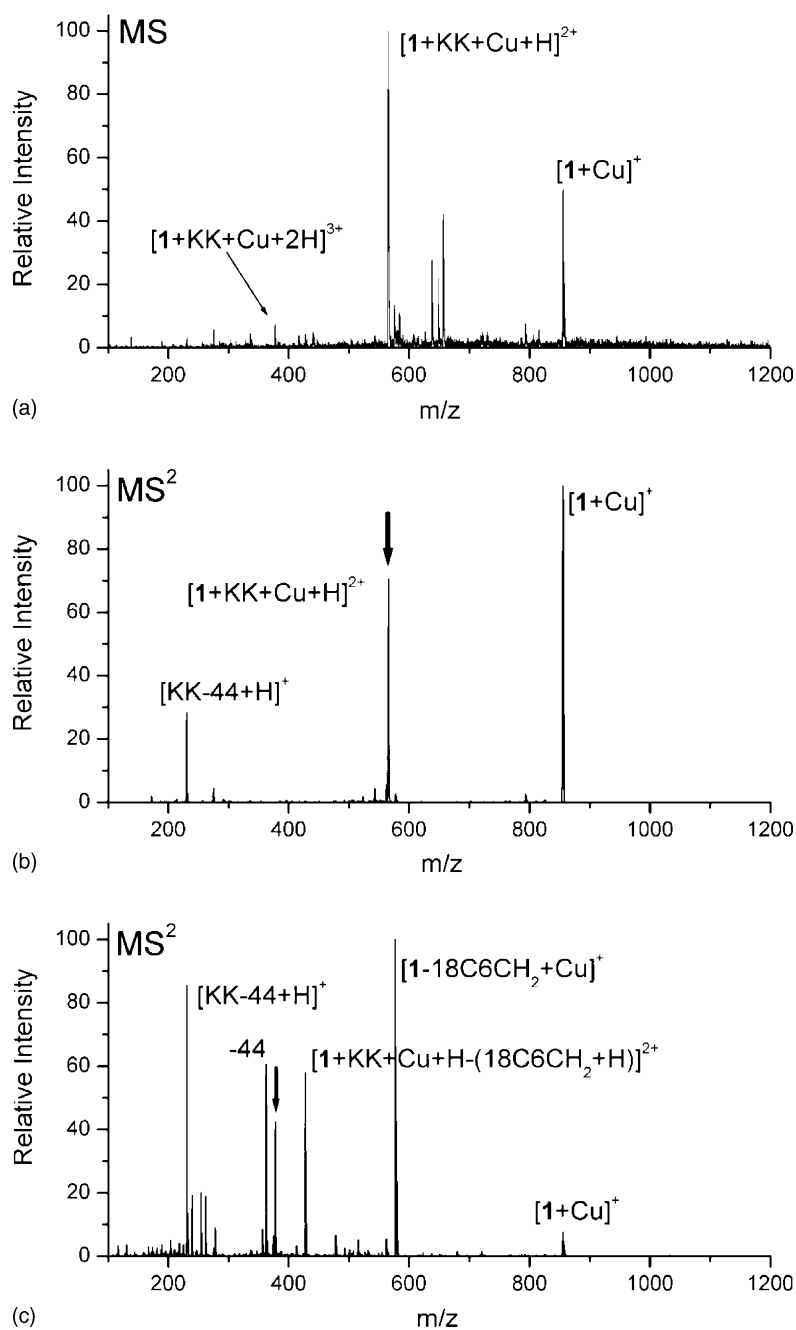 MS
[1+KK+Cu+H]²⁺
[1+Cu]⁺
[1+KK+Cu+2H]³⁺
Relative Intensity
100
80
60
40
20
0
200 400 600 800 1000 1200
m/z
(a)
MS²
[1+Cu]⁺
[1+KK+Cu+H]²⁺
[KK-44+H]⁺
Relative Intensity
100
80
60
40
20
0
200 400 600 800 1000 1200
m/z
(b)
MS²
[1-18C6CH₂+Cu]⁺
[KK-44+H]⁺
-44
[1+KK+Cu+H-(18C6CH₂+H)]²⁺
[1+Cu]⁺
Relative Intensity
100
80
60
40
20
0
200 400 600 800 1000 1200
m/z
(c)